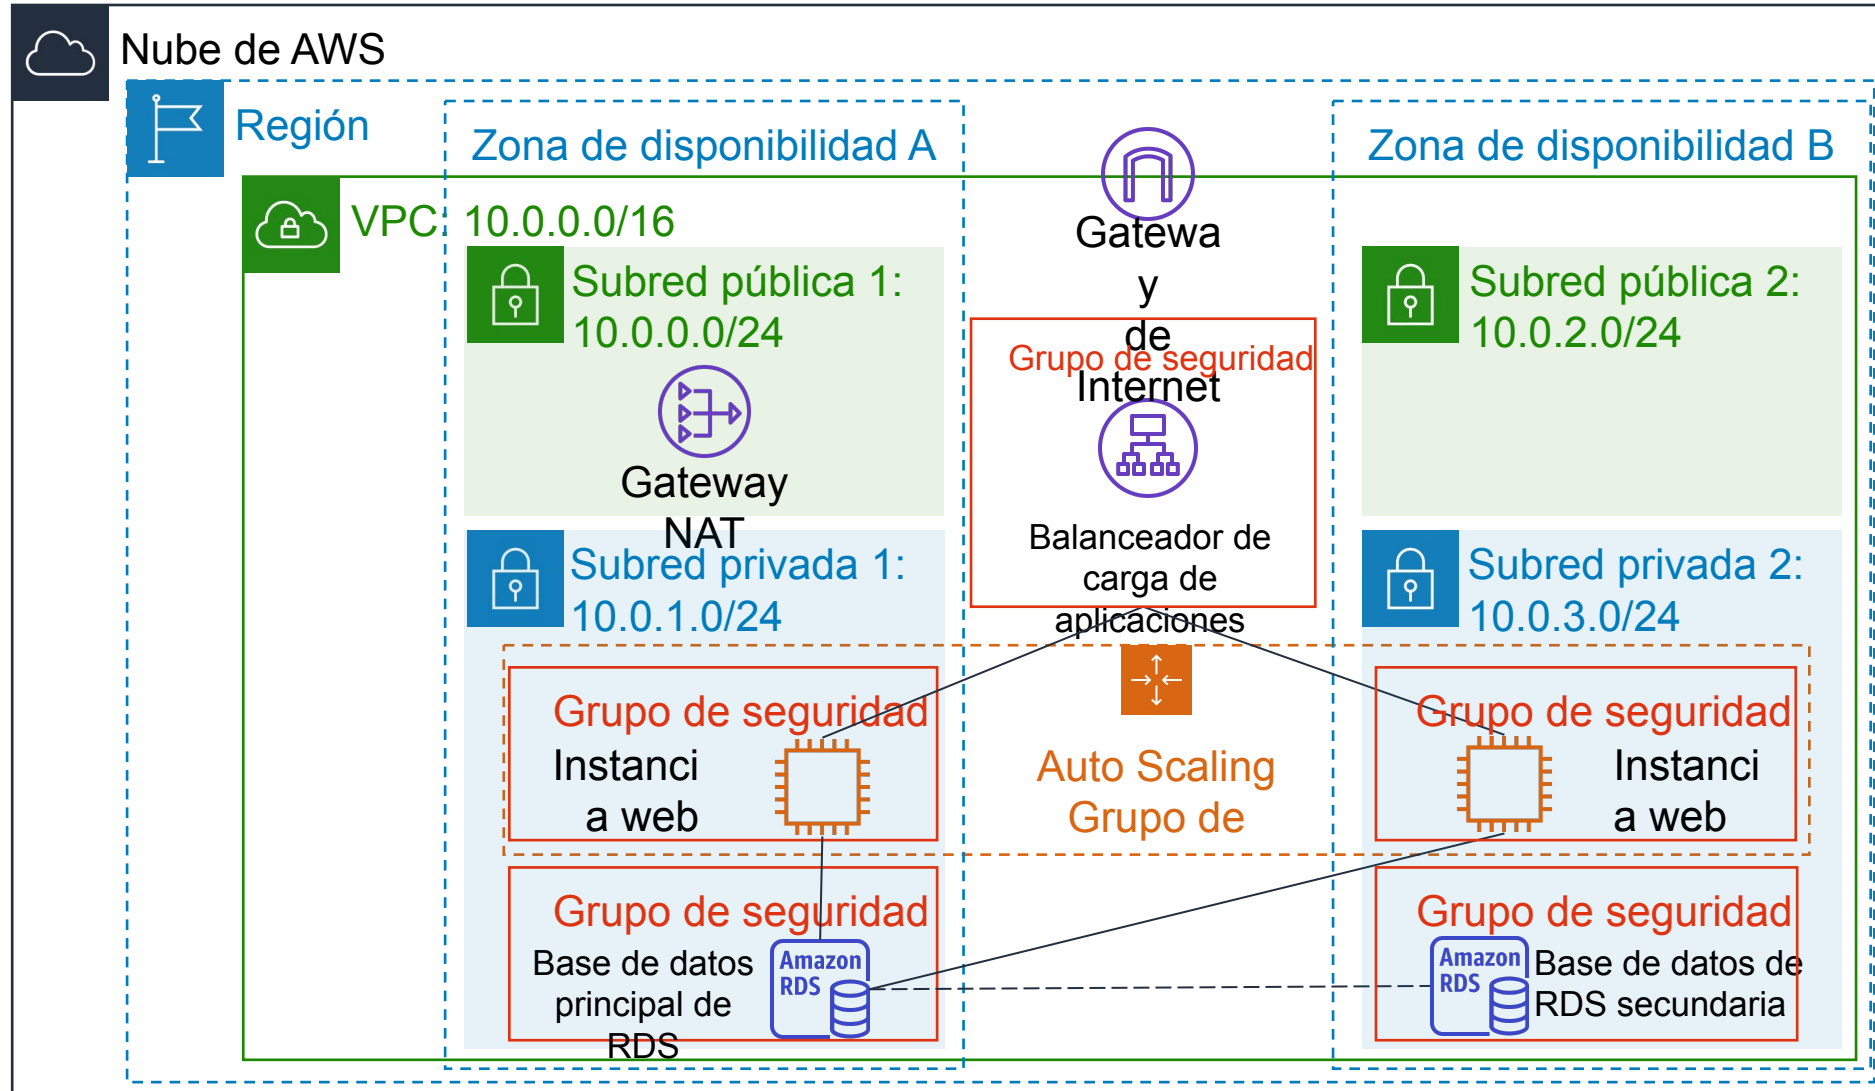 Nube de AWS
Región
Zona de disponibilidad A
Zona de disponibilidad B
VPC: 10.0.0.0/16
Gatewa
y
de
Internet
Subred pública 1:
10.0.0.0/24
Subred pública 2:
10.0.2.0/24
Grupo de seguridad
Gateway
NAT
Balanceador de
carga de
aplicaciones
Subred privada 1:
10.0.1.0/24
Subred privada 2:
10.0.3.0/24
Grupo de seguridad
Instanci
a web
Auto Scaling
Grupo de
Grupo de seguridad
Instanci
a web
Grupo de seguridad
Base de datos
principal de
RDS
Amazon
RDS
Grupo de seguridad
Amazon
RDS
Base de datos de
RDS secundaria